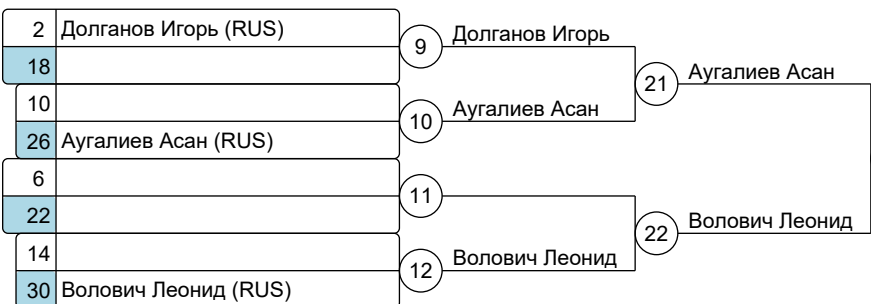 2 Долганов Игорь (RUS)
18
9 Долганов Игорь
10
26 Аугалиев Асан (RUS)
10 Аугалиев Асан
21 Аугалиев Асан
6
22
11
14
30 Волович Леонид (RUS)
12 Волович Леонид
22 Волович Леонид